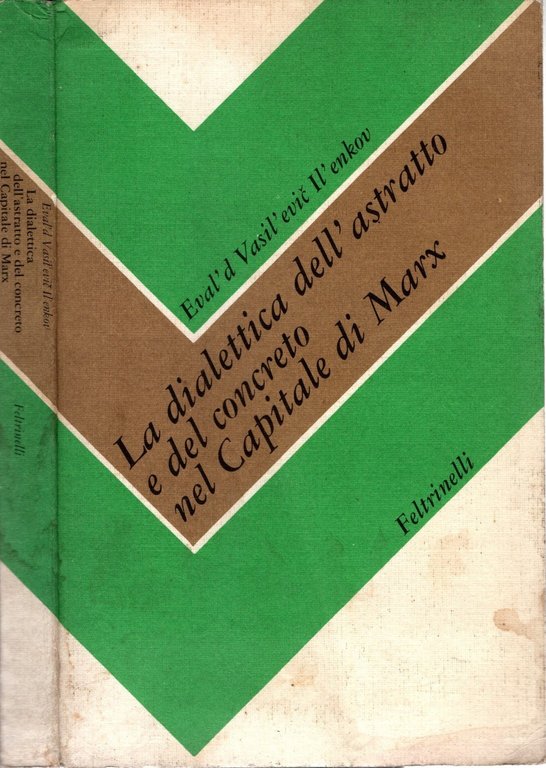 Eval'd Vasil'evič Il'enkov
La dialettica dell'astratto
e del concreto
nel Capitale di Marx
Feltrinelli
Eval'd Vasil'evič Il'enkov
La dialettica
dell'astratto e del concreto
nel Capitale di Marx
Feltrinelli